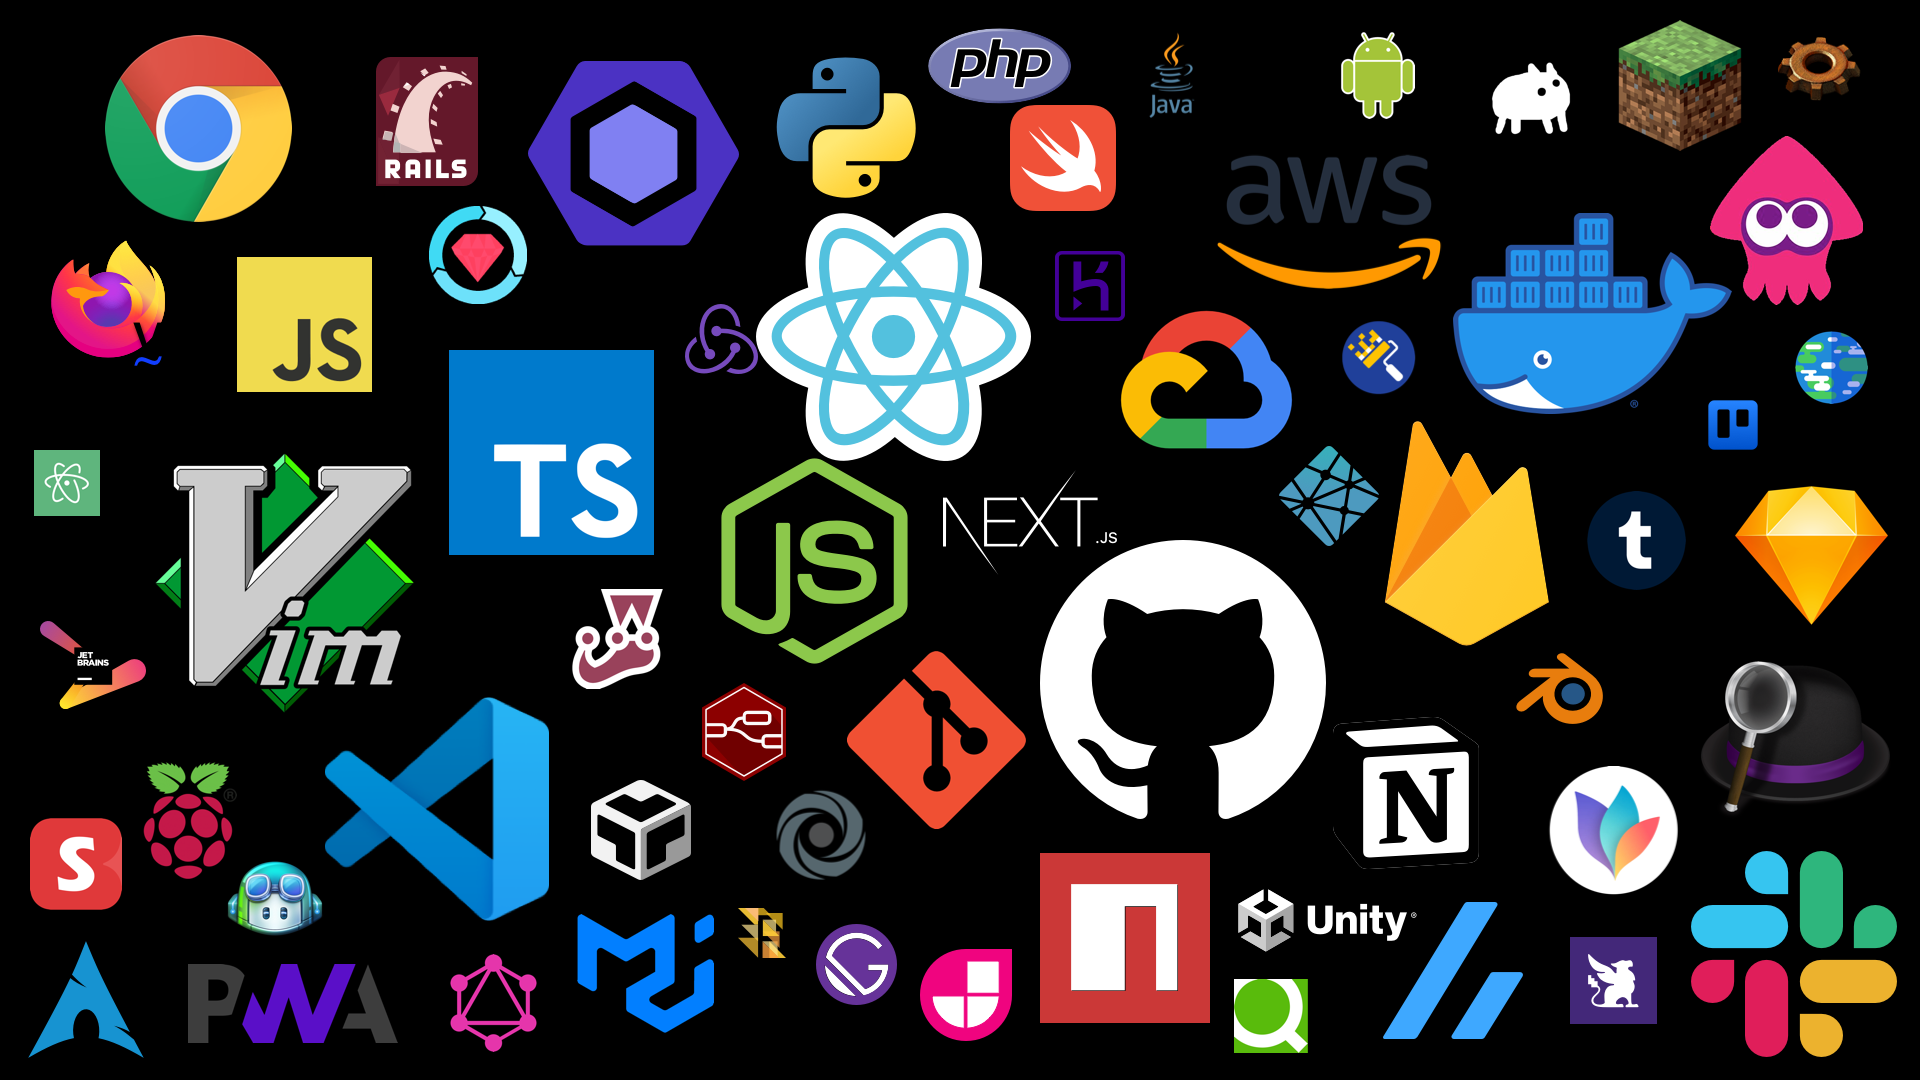 php
Java
RAILS
aws
h
JS
TS
NEXT.JS
JS
t
Vim
JET
BRAINS
N
®
S
Unity®
PWA
G
n
®